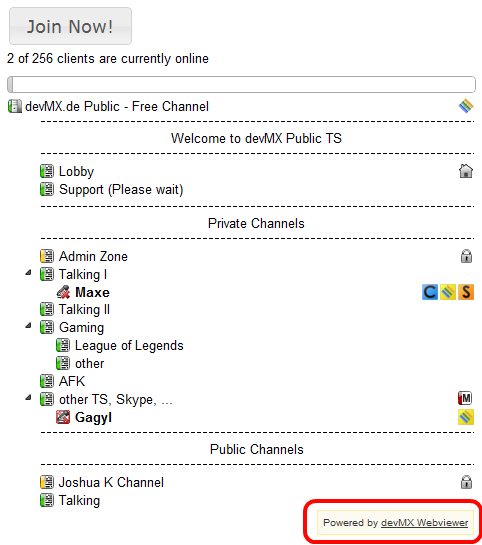 Join Now!
2 of 256 clients are currently online
devMX.de Public - Free Channel
Welcome to devMX Public TS
Lobby
Support (Please wait)
Private Channels
Admin Zone
Talking I
Maxe C S
Talking II
Gaming
League of Legends
other
AFK
other TS, Skype, ... M
Gagyl
Public Channels
Joshua K Channel
Talking
Powered by devMX Webviewer